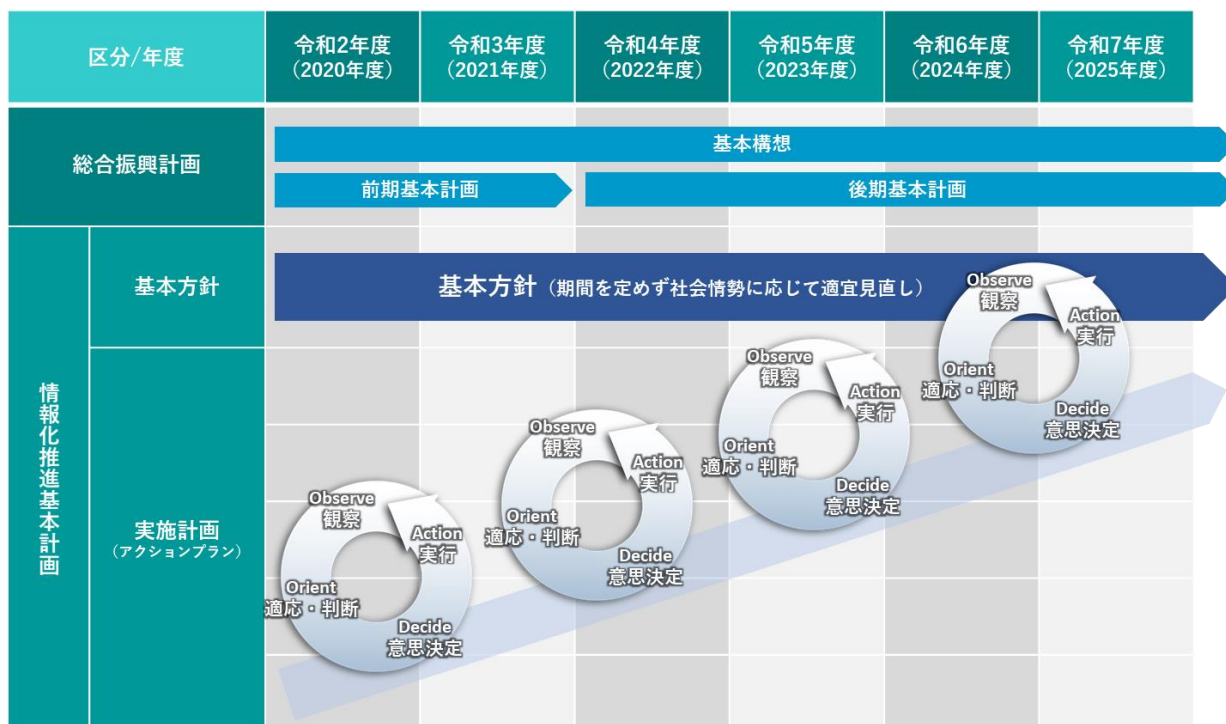 区分/年度
令和2年度
（2020年度）
令和3年度
（2021年度）
令和4年度
（2022年度）
令和5年度
（2023年度）
令和6年度
（2024年度）
令和7年度
（2025年度）
総合振興計画
基本構想
前期基本計画
後期基本計画
情報化推進基本計画
基本方針
基本方針（期間を定めず社会情勢に応じて適宜見直し）
実施計画
（アクションプラン）
Observe
観察
Action
実行
Orient
適応・判断
Decide
意思決定
Observe
観察
Action
実行
Orient
適応・判断
Decide
意思決定
Observe
観察
Action
実行
Orient
適応・判断
Decide
意思決定
Observe
観察
Action
実行
Orient
適応・判断
Decide
意思決定